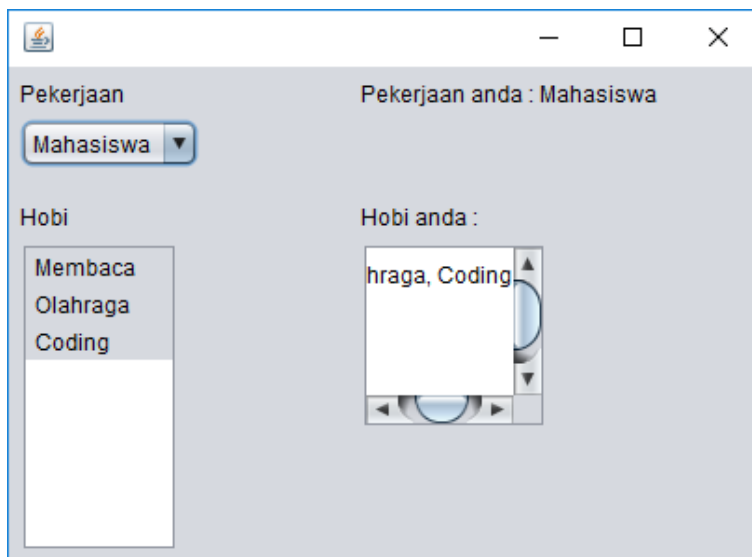 Pekerjaan
Mahasiswa
Pekerjaan anda : Mahasiswa
Hobi
Membaca
Olahraga
Coding
Hobi anda :
hraga, Coding